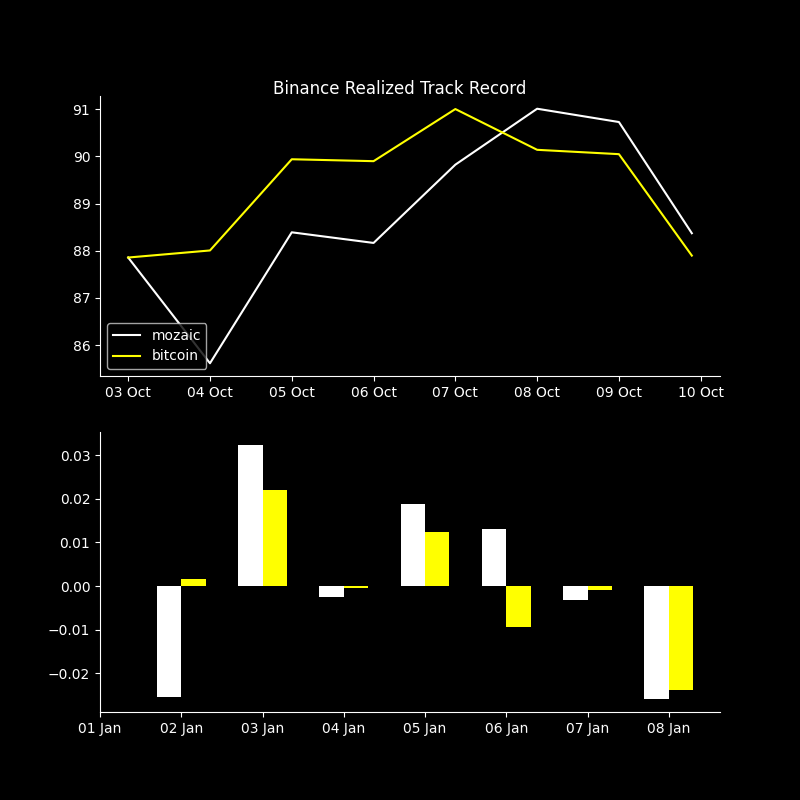 Binance Realized Track Record
91
90
89
88
87
86
mozaic
bitcoin
03 Oct 04 Oct 05 Oct 06 Oct 07 Oct 08 Oct 09 Oct 10 Oct
0.03
0.02
0.01
0.00
−0.01
−0.02
01 Jan 02 Jan 03 Jan 04 Jan 05 Jan 06 Jan 07 Jan 08 Jan